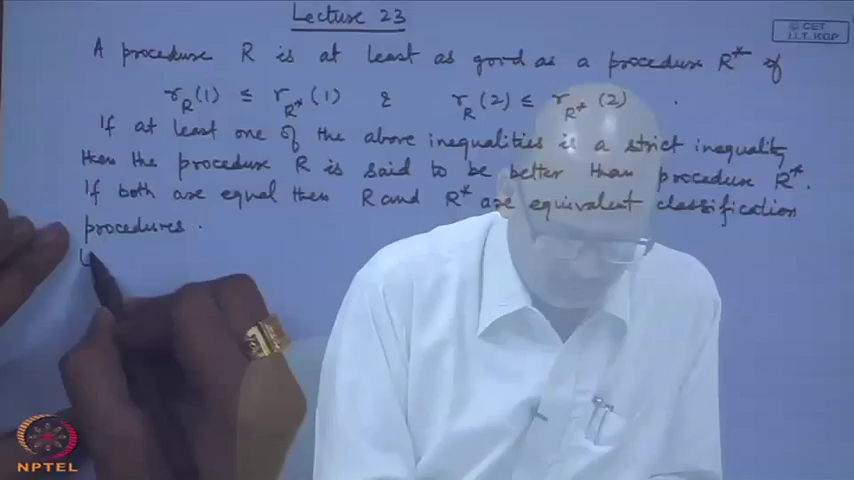 Lecture 23
© CET
I.I.T. KGP
A procedure R is at least as good as a procedure R* if
r_R(1) ≤ r_R*(1) & r_R(2) ≤ r_R*(2) .
If at least one of the above inequalities is a strict inequality
then the procedure R is said to be better than procedure R*.
If both are equal then R and R* are equivalent classification
procedures.
NPTEL